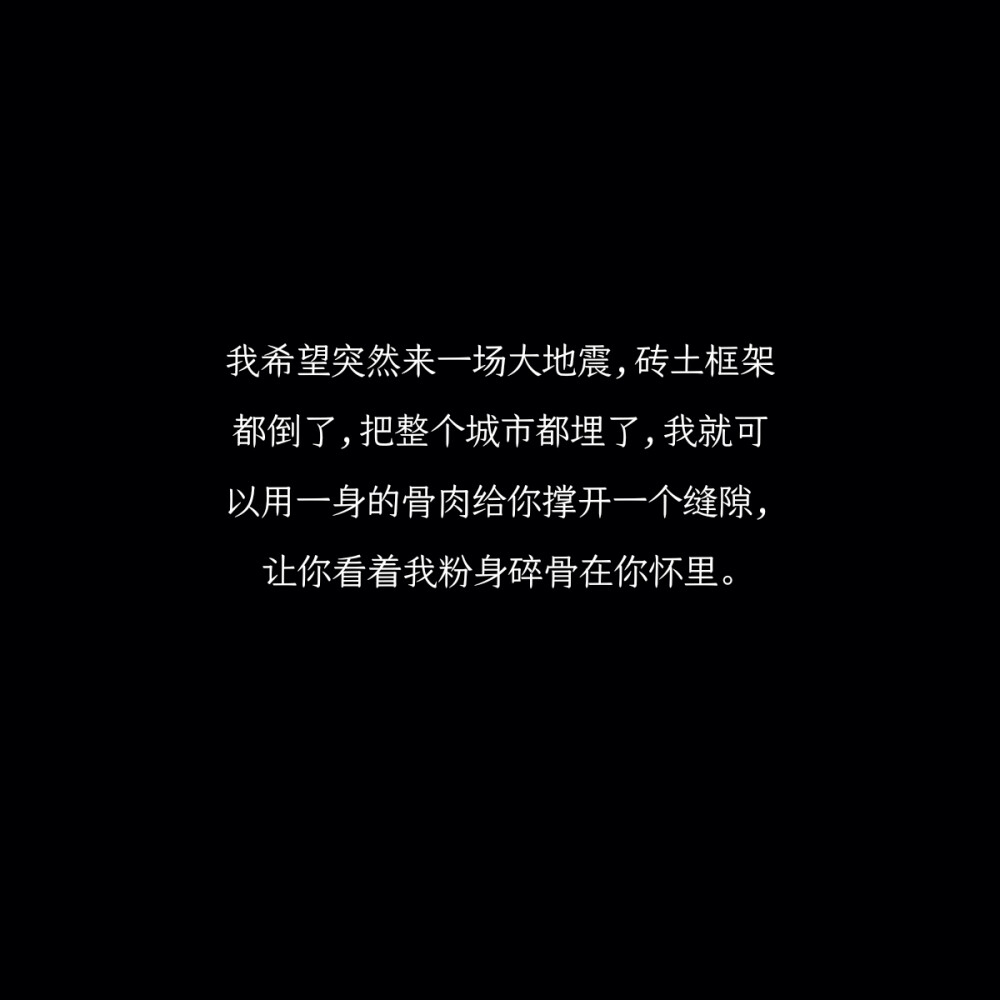 我希望突然来一场大地震,砖土框架
都倒了,把整个城市都埋了,我就可
以用一身的骨肉给你撑开一个缝隙,
让你看着我粉身碎骨在你怀里。